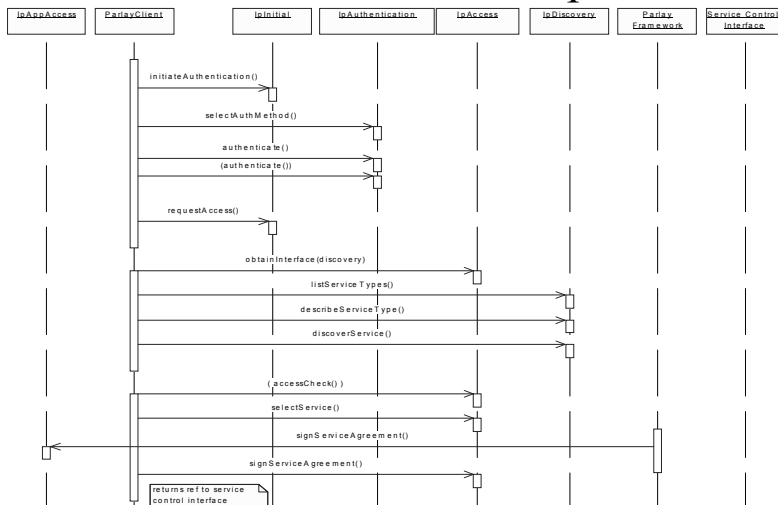 IpAppAccess
ParlayClient
IpInitial
IpAuthentication
IpAccess
IpDiscovery
Parlay
Framework
Service Control
Interface
initiateAuthentication()
selectAuthMethod()
authenticate()
(authenticate())
requestAccess()
obtainInterface(discovery)
listServiceTypes()
describeServiceType()
discoverService()
( accessCheck() )
selectService()
signServiceAgreement()
signServiceAgreement()
returns ref to service
control interface